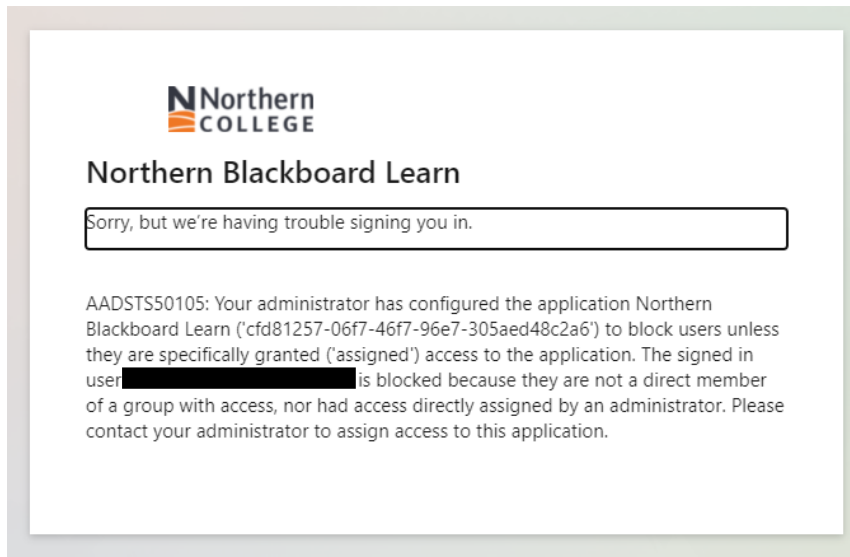 Northern
COLLEGE
Northern Blackboard Learn
Sorry, but we're having trouble signing you in.
AADSTS50105: Your administrator has configured the application Northern
Blackboard Learn ('cfd81257-06f7-46f7-96e7-305aed48c2a6') to block users unless
they are specifically granted ('assigned') access to the application. The signed in
user is blocked because they are not a direct member
of a group with access, nor had access directly assigned by an administrator. Please
contact your administrator to assign access to this application.